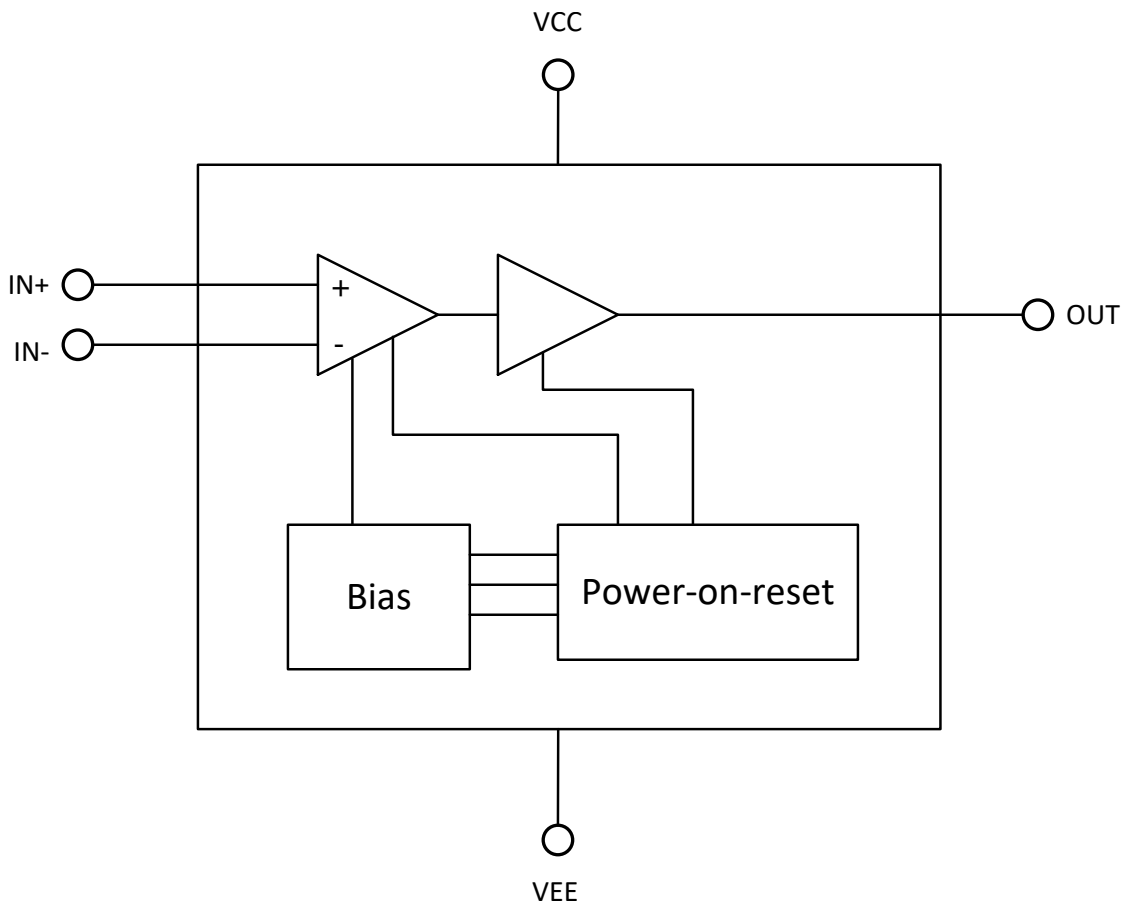 VCC
IN+
+
OUT
IN-
-
Bias
Power-on-reset
VEE